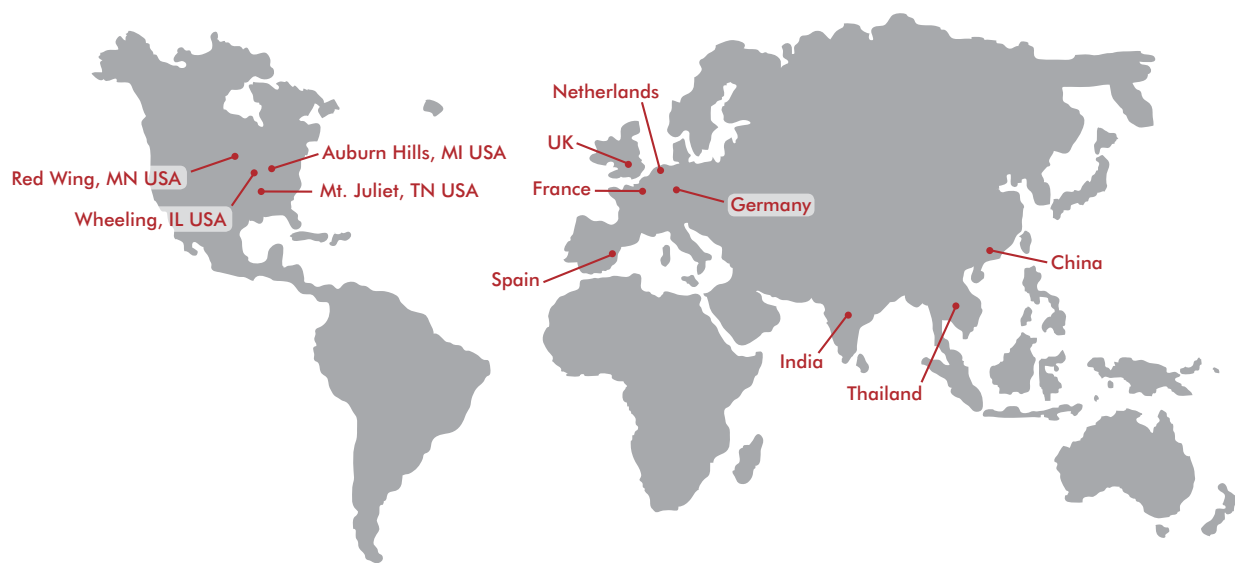 Netherlands
UK
Auburn Hills, MI USA
Red Wing, MN USA
France
Mt. Juliet, TN USA
Germany
Wheeling, IL USA
China
Spain
India
Thailand